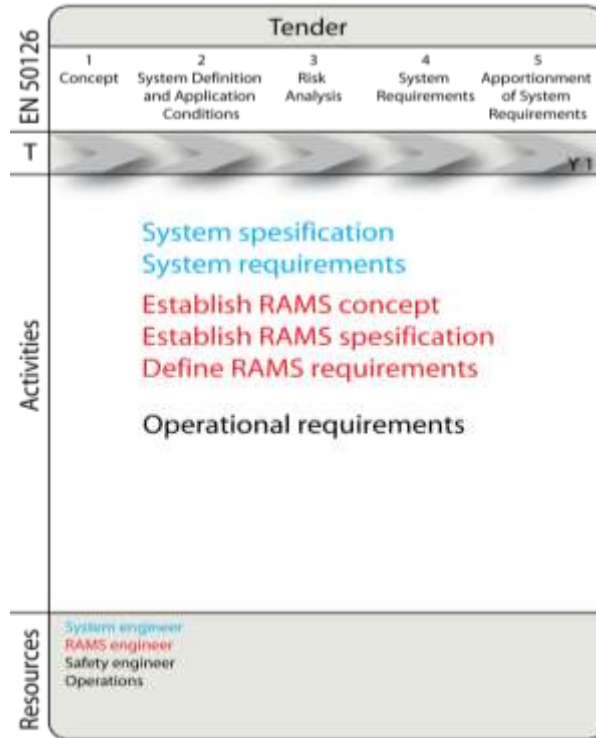 EN 50126
Tender
1
Concept
2
System Definition
and Application
Conditions
3
Risk
Analysis
4
System
Requirements
5
Apportionment
of System
Requirements
T
Y 1
Activities
System spesification
System requirements
Establish RAMS concept
Establish RAMS spesification
Define RAMS requirements
Operational requirements
Resources
System engineer
RAMS engineer
Safety engineer
Operations